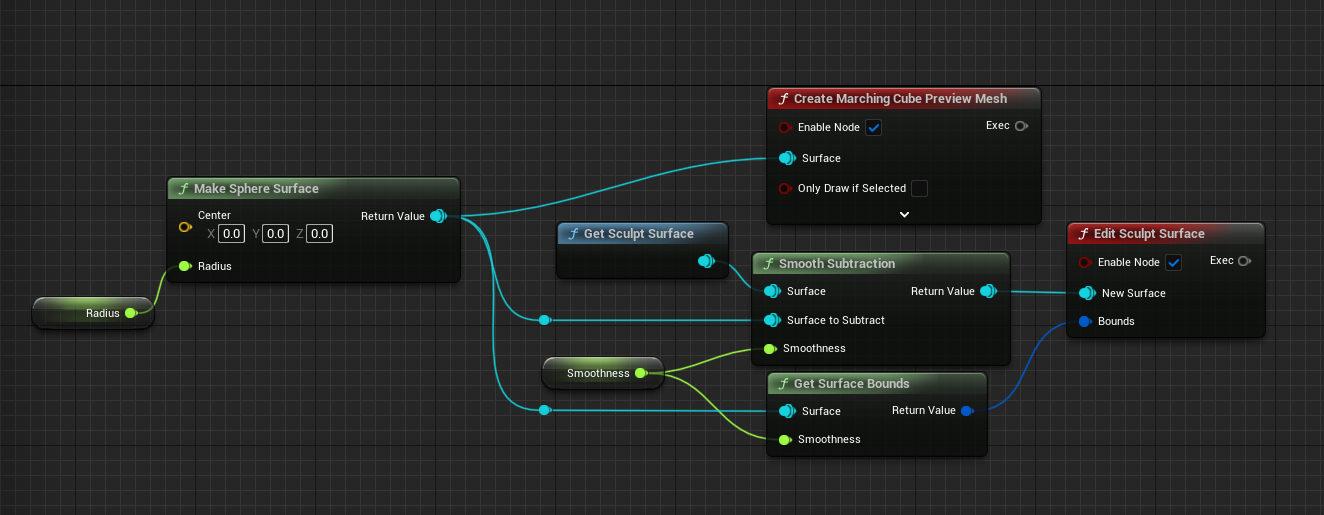 Create Marching Cube Preview Mesh
Enable Node
Exec
Surface
Only Draw if Selected
Make Sphere Surface
Center
Return Value
X 0.0 Y 0.0 Z 0.0
Radius
Radius
Get Sculpt Surface
Smooth Subtraction
Surface
Return Value
Surface to Subtract
Smoothness
Smoothness
Get Surface Bounds
Surface
Return Value
Smoothness
Edit Sculpt Surface
Enable Node
Exec
New Surface
Bounds